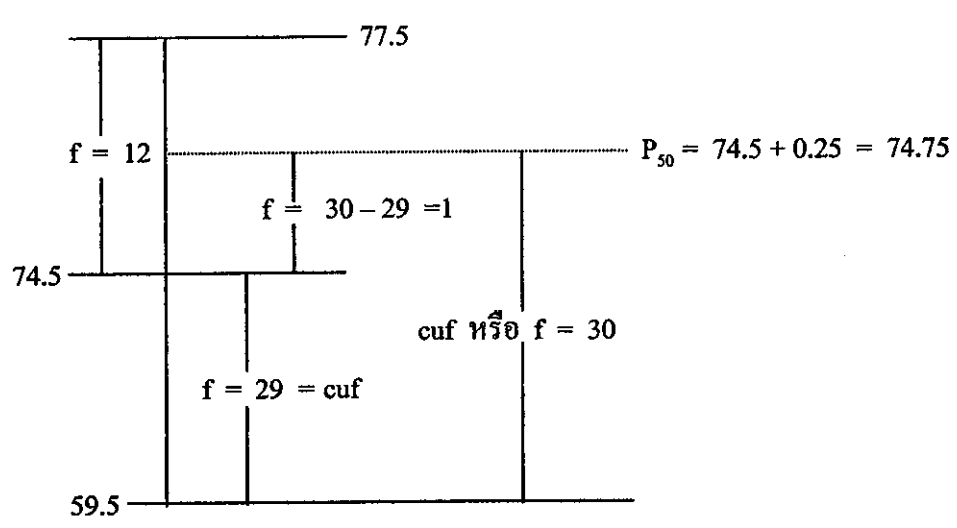 77.5
f = 12
P50 = 74.5 + 0.25 = 74.75
f = 30 – 29 =1
74.5
cuf หรือ f = 30
f = 29 = cuf
59.5